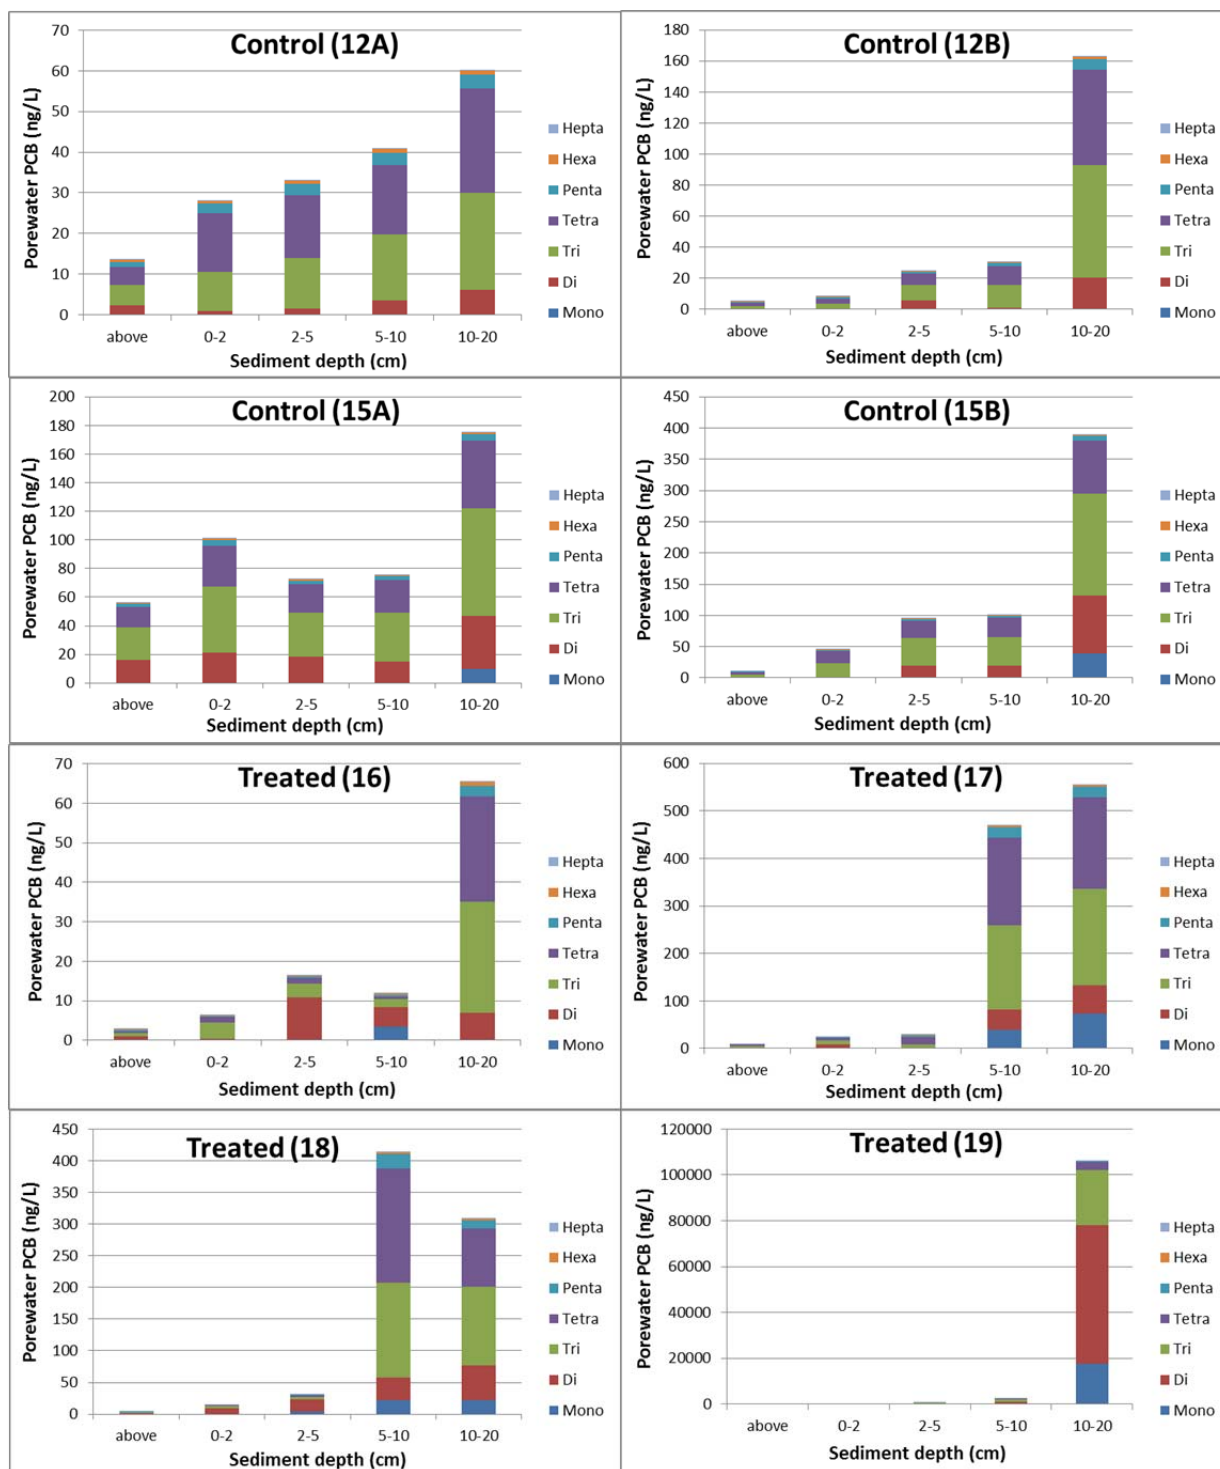 Control (12A)
Porewater PCB (ng/L)
70
60
50
40
30
20
10
0
above 0-2 2-5 5-10 10-20
Sediment depth (cm)
Hepta
Hexa
Penta
Tetra
Tri
Di
Mono
Control (12B)
Porewater PCB (ng/L)
180
160
140
120
100
80
60
40
20
0
above 0-2 2-5 5-10 10-20
Sediment depth (cm)
Hepta
Hexa
Penta
Tetra
Tri
Di
Mono
Control (15A)
Porewater PCB (ng/L)
200
180
160
140
120
100
80
60
40
20
0
above 0-2 2-5 5-10 10-20
Sediment depth (cm)
Hepta
Hexa
Penta
Tetra
Tri
Di
Mono
Control (15B)
Porewater PCB (ng/L)
450
400
350
300
250
200
150
100
50
0
above 0-2 2-5 5-10 10-20
Sediment depth (cm)
Hepta
Hexa
Penta
Tetra
Tri
Di
Mono
Treated (16)
Porewater PCB (ng/L)
70
60
50
40
30
20
10
0
above 0-2 2-5 5-10 10-20
Sediment depth (cm)
Hepta
Hexa
Penta
Tetra
Tri
Di
Mono
Treated (17)
Porewater PCB (ng/L)
600
500
400
300
200
100
0
above 0-2 2-5 5-10 10-20
Sediment depth (cm)
Hepta
Hexa
Penta
Tetra
Tri
Di
Mono
Treated (18)
Porewater PCB (ng/L)
450
400
350
300
250
200
150
100
50
0
above 0-2 2-5 5-10 10-20
Sediment depth (cm)
Hepta
Hexa
Penta
Tetra
Tri
Di
Mono
Treated (19)
Porewater PCB (ng/L)
120000
100000
80000
60000
40000
20000
0
above 0-2 2-5 5-10 10-20
Sediment depth (cm)
Hepta
Hexa
Penta
Tetra
Tri
Di
Mono